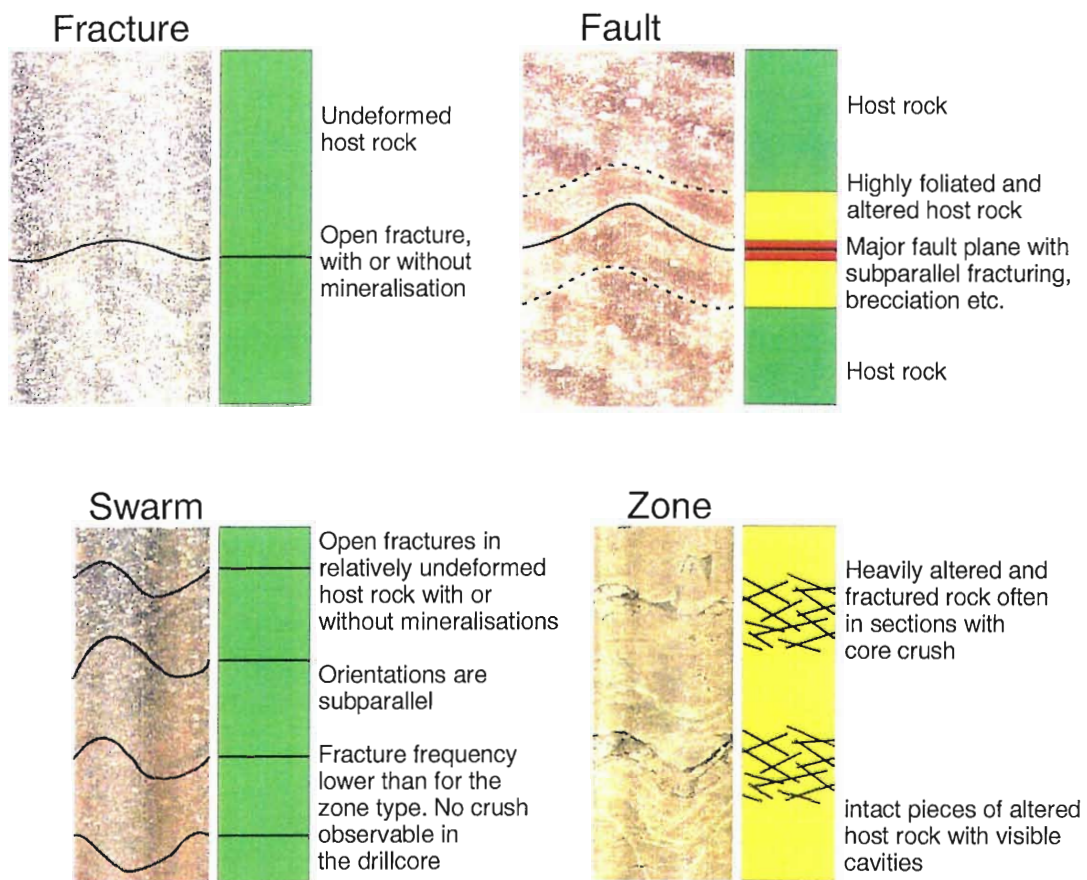 Fracture
Undeformed
host rock
Open fracture,
with or without
mineralisation
Fault
Host rock
Highly foliated and
altered host rock
Major fault plane with
subparallel fracturing,
brecciation etc.
Host rock
Swarm
Open fractures in
relatively undeformed
host rock with or
without mineralisations
Orientations are
subparallel
Fracture frequency
lower than for the
zone type. No crush
observable in
the drillcore
Zone
Heavily altered and
fractured rock often
in sections with
core crush
intact pieces of altered
host rock with visible
cavities